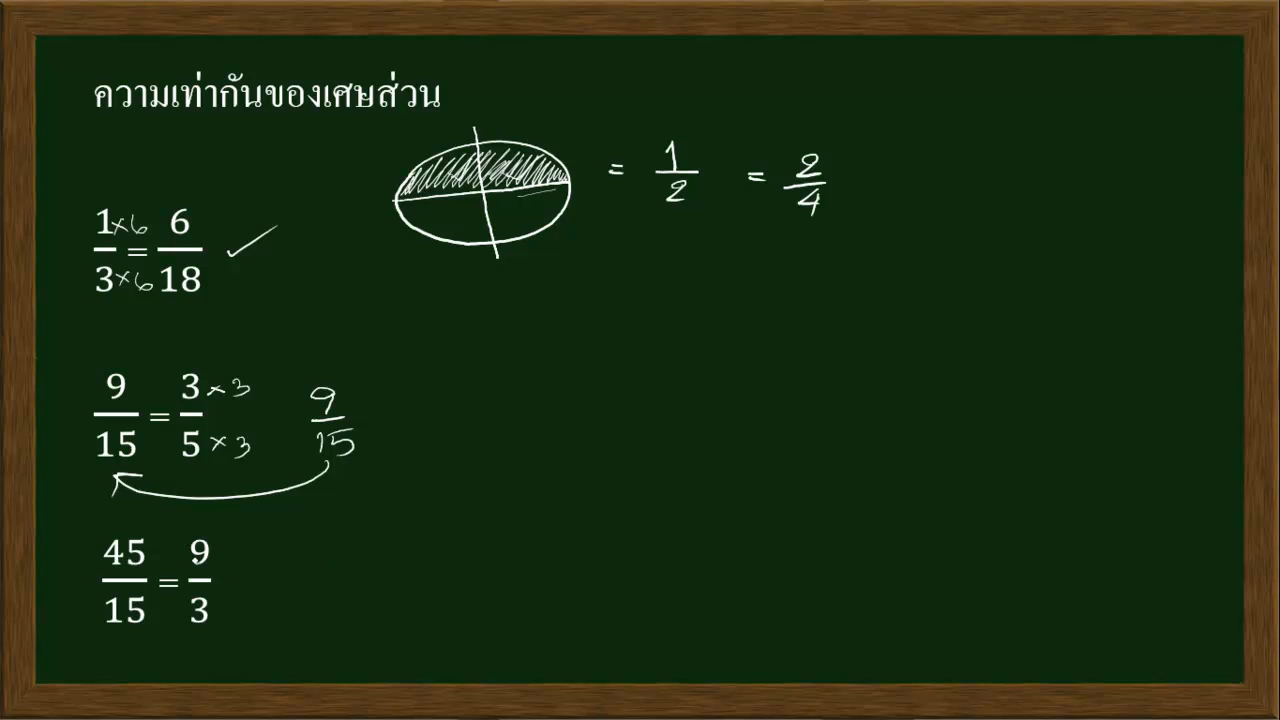 ความเท่ากันของเศษส่วน
= 1/2 = 2/4
1×6/3×6 = 6/18 ✓
9/15 = 3×3/5×3 9/15
45/15 = 9/3